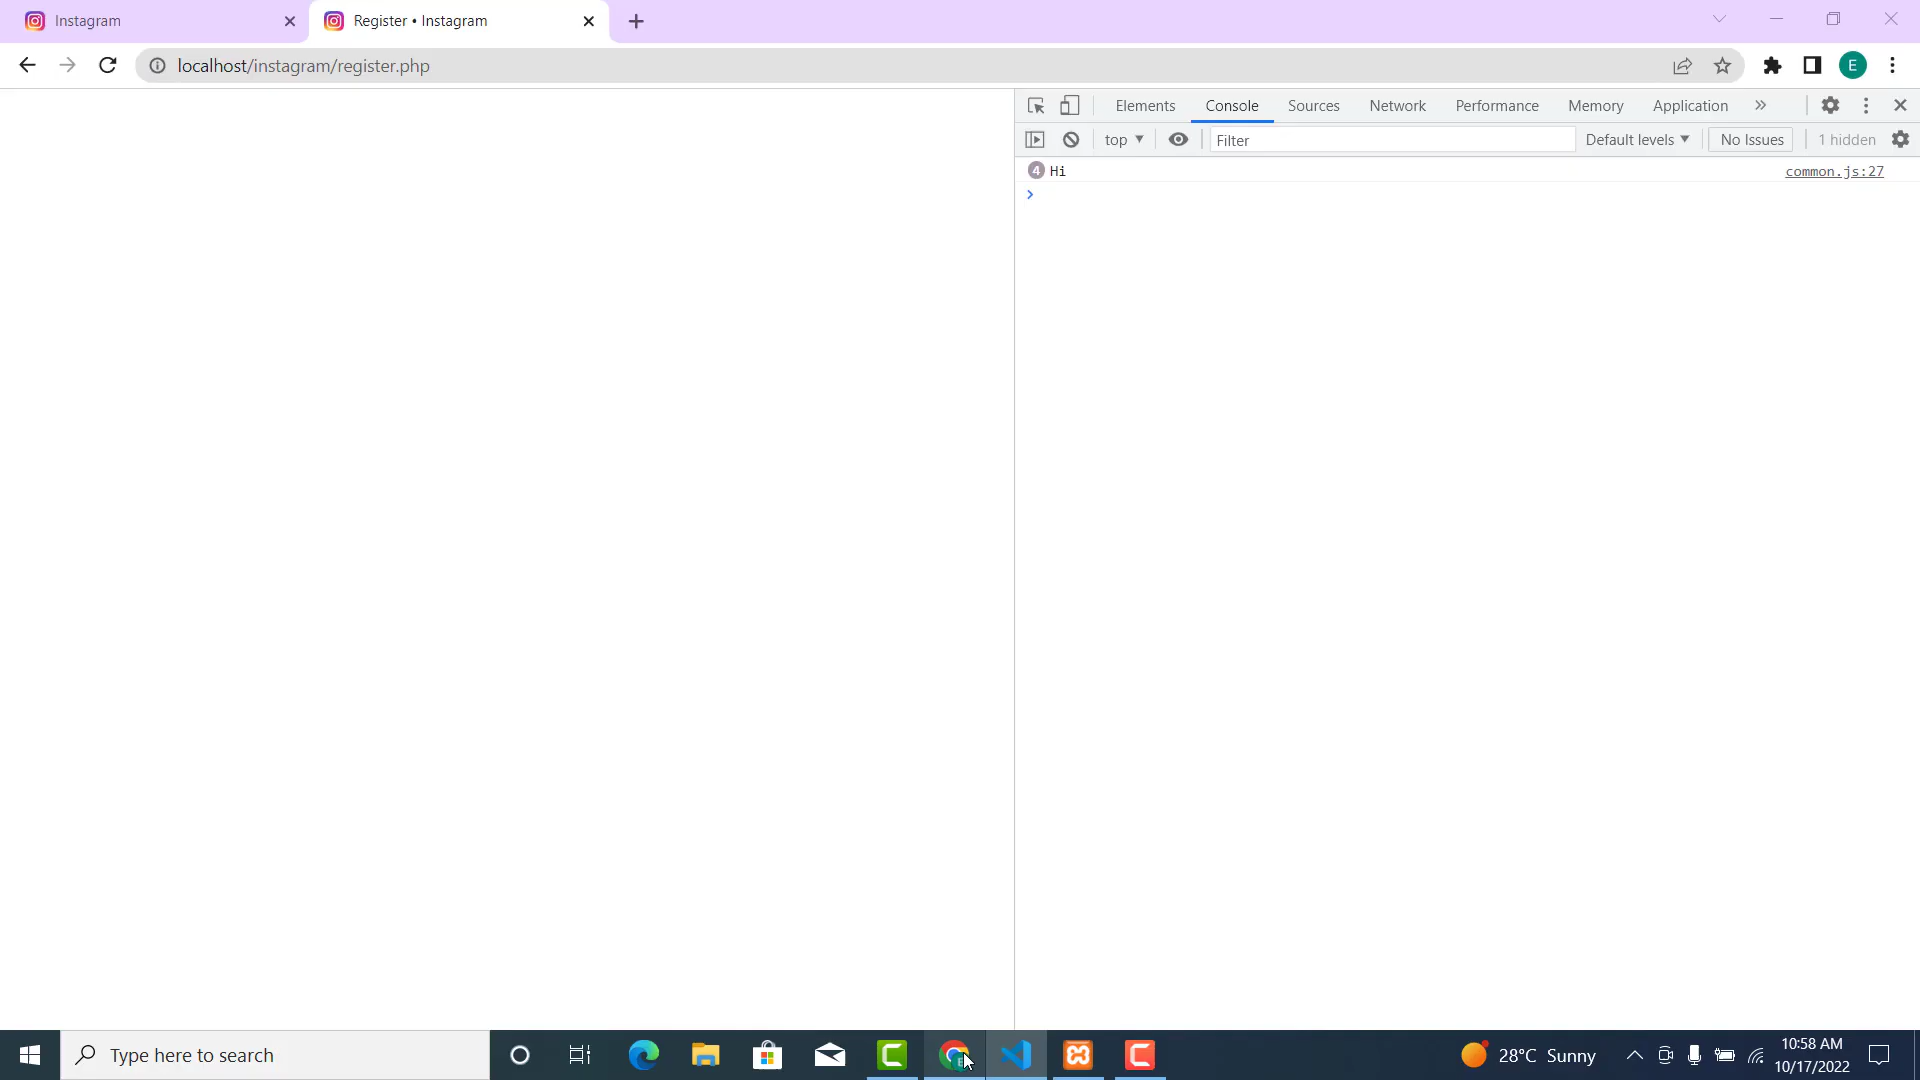 Instagram
Register • Instagram
localhost/instagram/register.php
E
Elements Console Sources Network Performance Memory Application
top Filter Default levels No Issues 1 hidden
4 Hi common.js:27
Type here to search
28°C Sunny
10:58 AM
10/17/2022